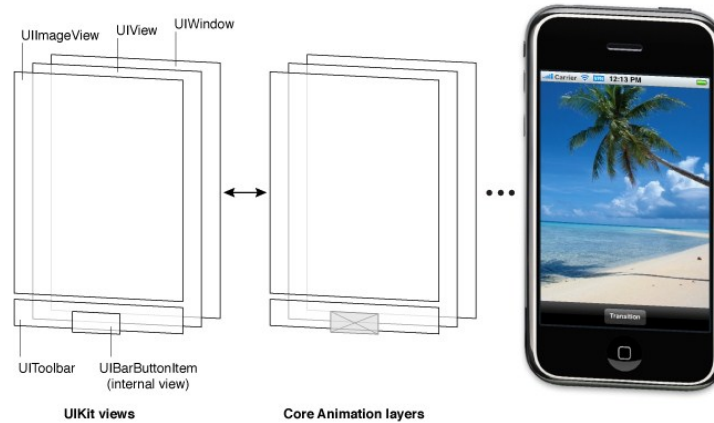 UIImageView
UIView
UIWindow
Carrier
12:13 PM
Transition
UIToolbar
UIBarButtonItem
(internal view)
UIKit views
Core Animation layers